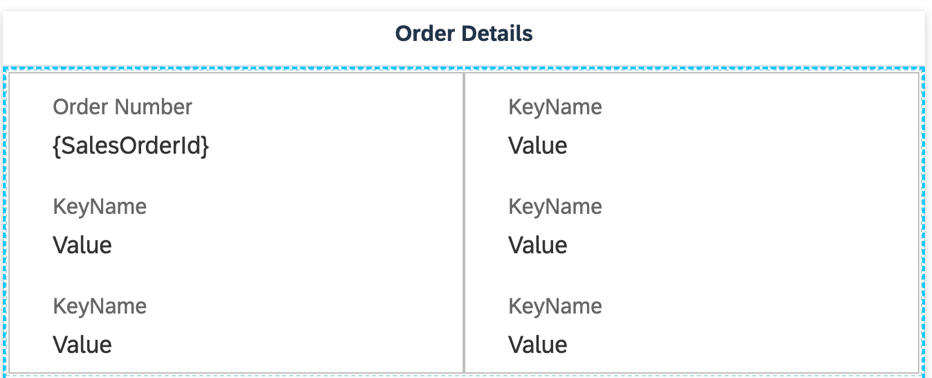 Order Details
Order Number
{SalesOrderId}
KeyName
Value
KeyName
Value
KeyName
Value
KeyName
Value
KeyName
Value